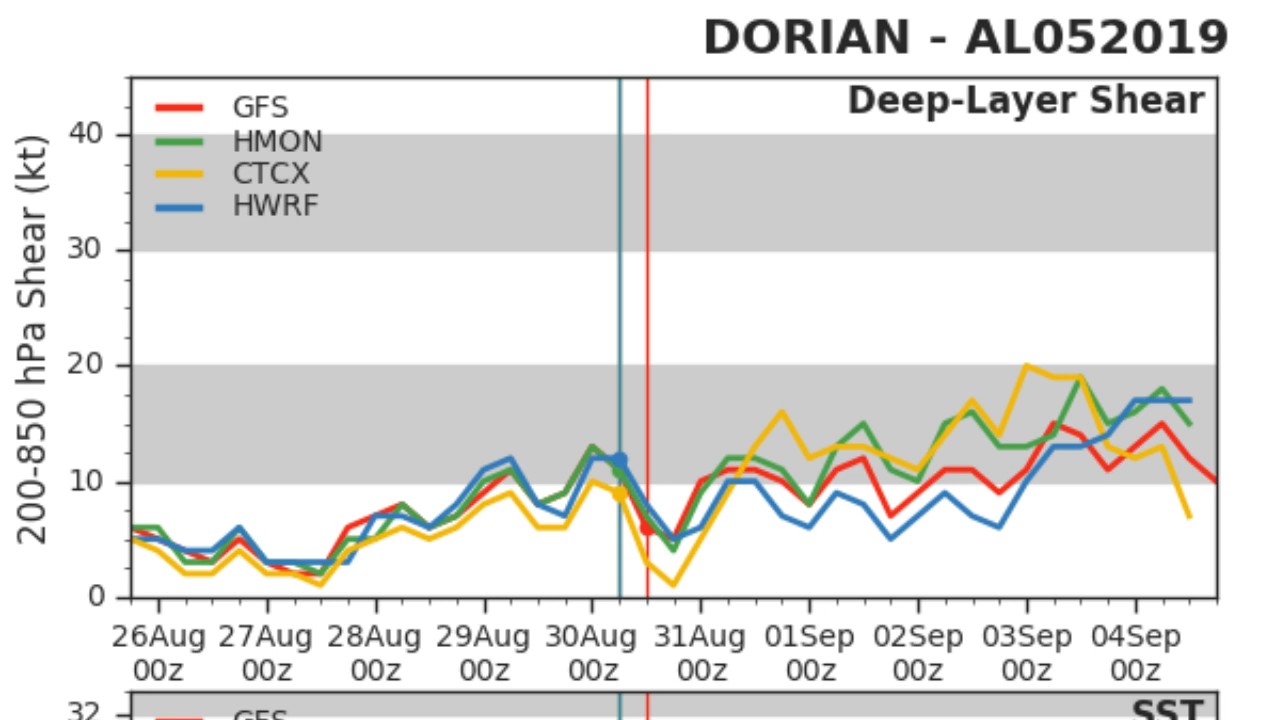 DORIAN - AL052019
Deep-Layer Shear
GFS
HMON
CTCX
HWRF
200-850 hPa Shear (kt)
40
30
20
10
0
26Aug 27Aug 28Aug 29Aug 30Aug 31Aug 01Sep 02Sep 03Sep 04Sep
00z 00z 00z 00z 00z 00z 00z 00z 00z 00z
32
GFS
SST